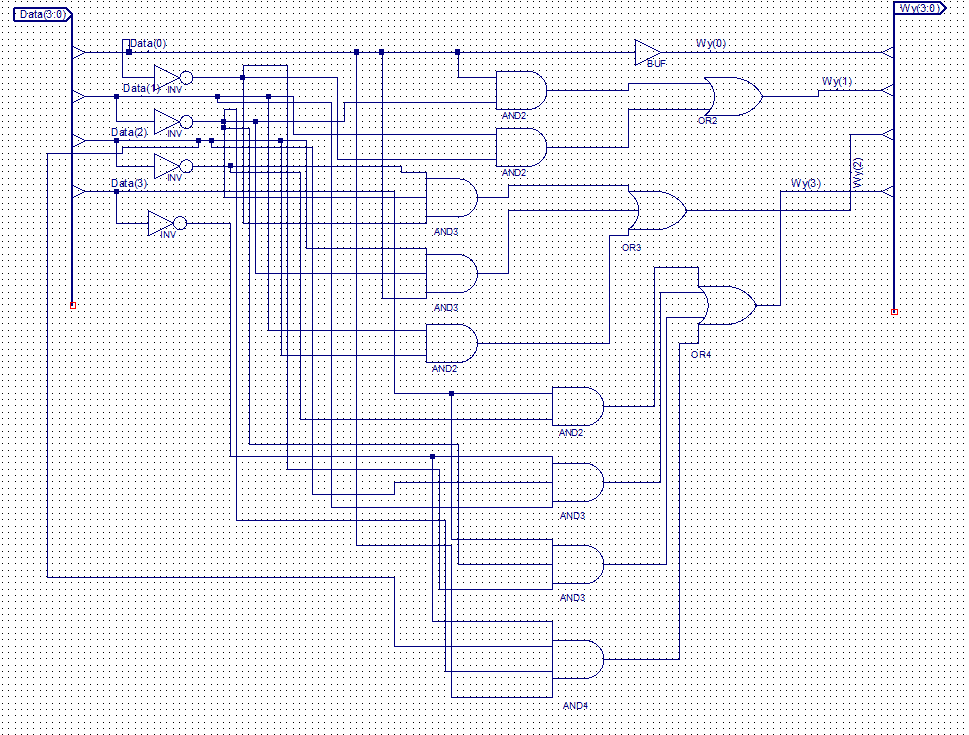 Data(3:0)
Wy(3:0)
Data(0)
Wy(0)
BUF
INV
Data(1)
Wy(1)
AND2
OR2
INV
Data(2)
AND2
INV
Wy(2)
Data(3)
Wy(3)
INV
AND3
OR3
AND3
OR4
AND2
AND2
AND3
AND3
AND4